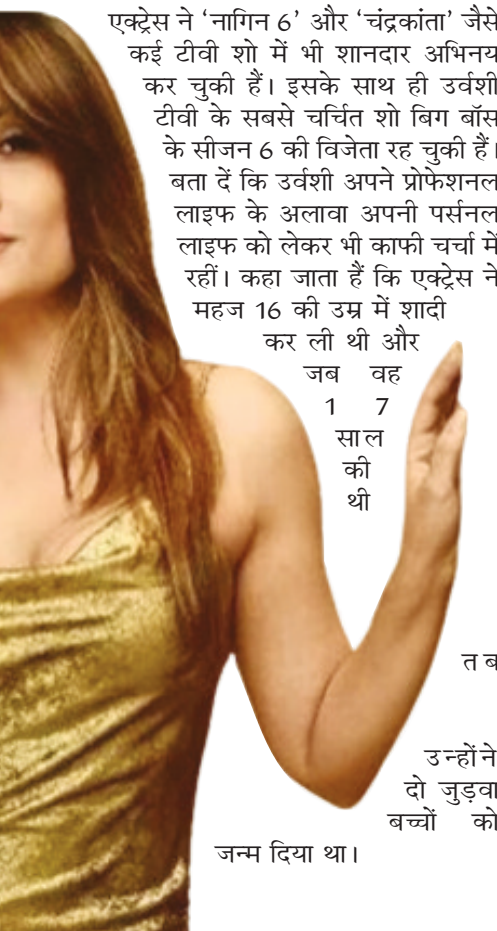 एक्ट्रेस ने ‘नागिन 6’ और ‘चंद्रकांता’ जैसे
कई टीवी शो में भी शानदार अभिनय
कर चुकी हैं। इसके साथ ही उर्वशी
टीवी के सबसे चर्चित शो बिग बॉस
के सीजन 6 की विजेता रह चुकी हैं।
बता दें कि उर्वशी अपने प्रोफेशनल
लाइफ के अलावा अपनी पर्सनल
लाइफ को लेकर भी काफी चर्चा में
रहीं। कहा जाता हैं कि एक्ट्रेस ने
महज 16 की उम्र में शादी
कर ली थी और
जब वह
1 7
साल
की
थी
त ब
उन्होंने
दो जुड़वा
बच्चों को
जन्म दिया था।